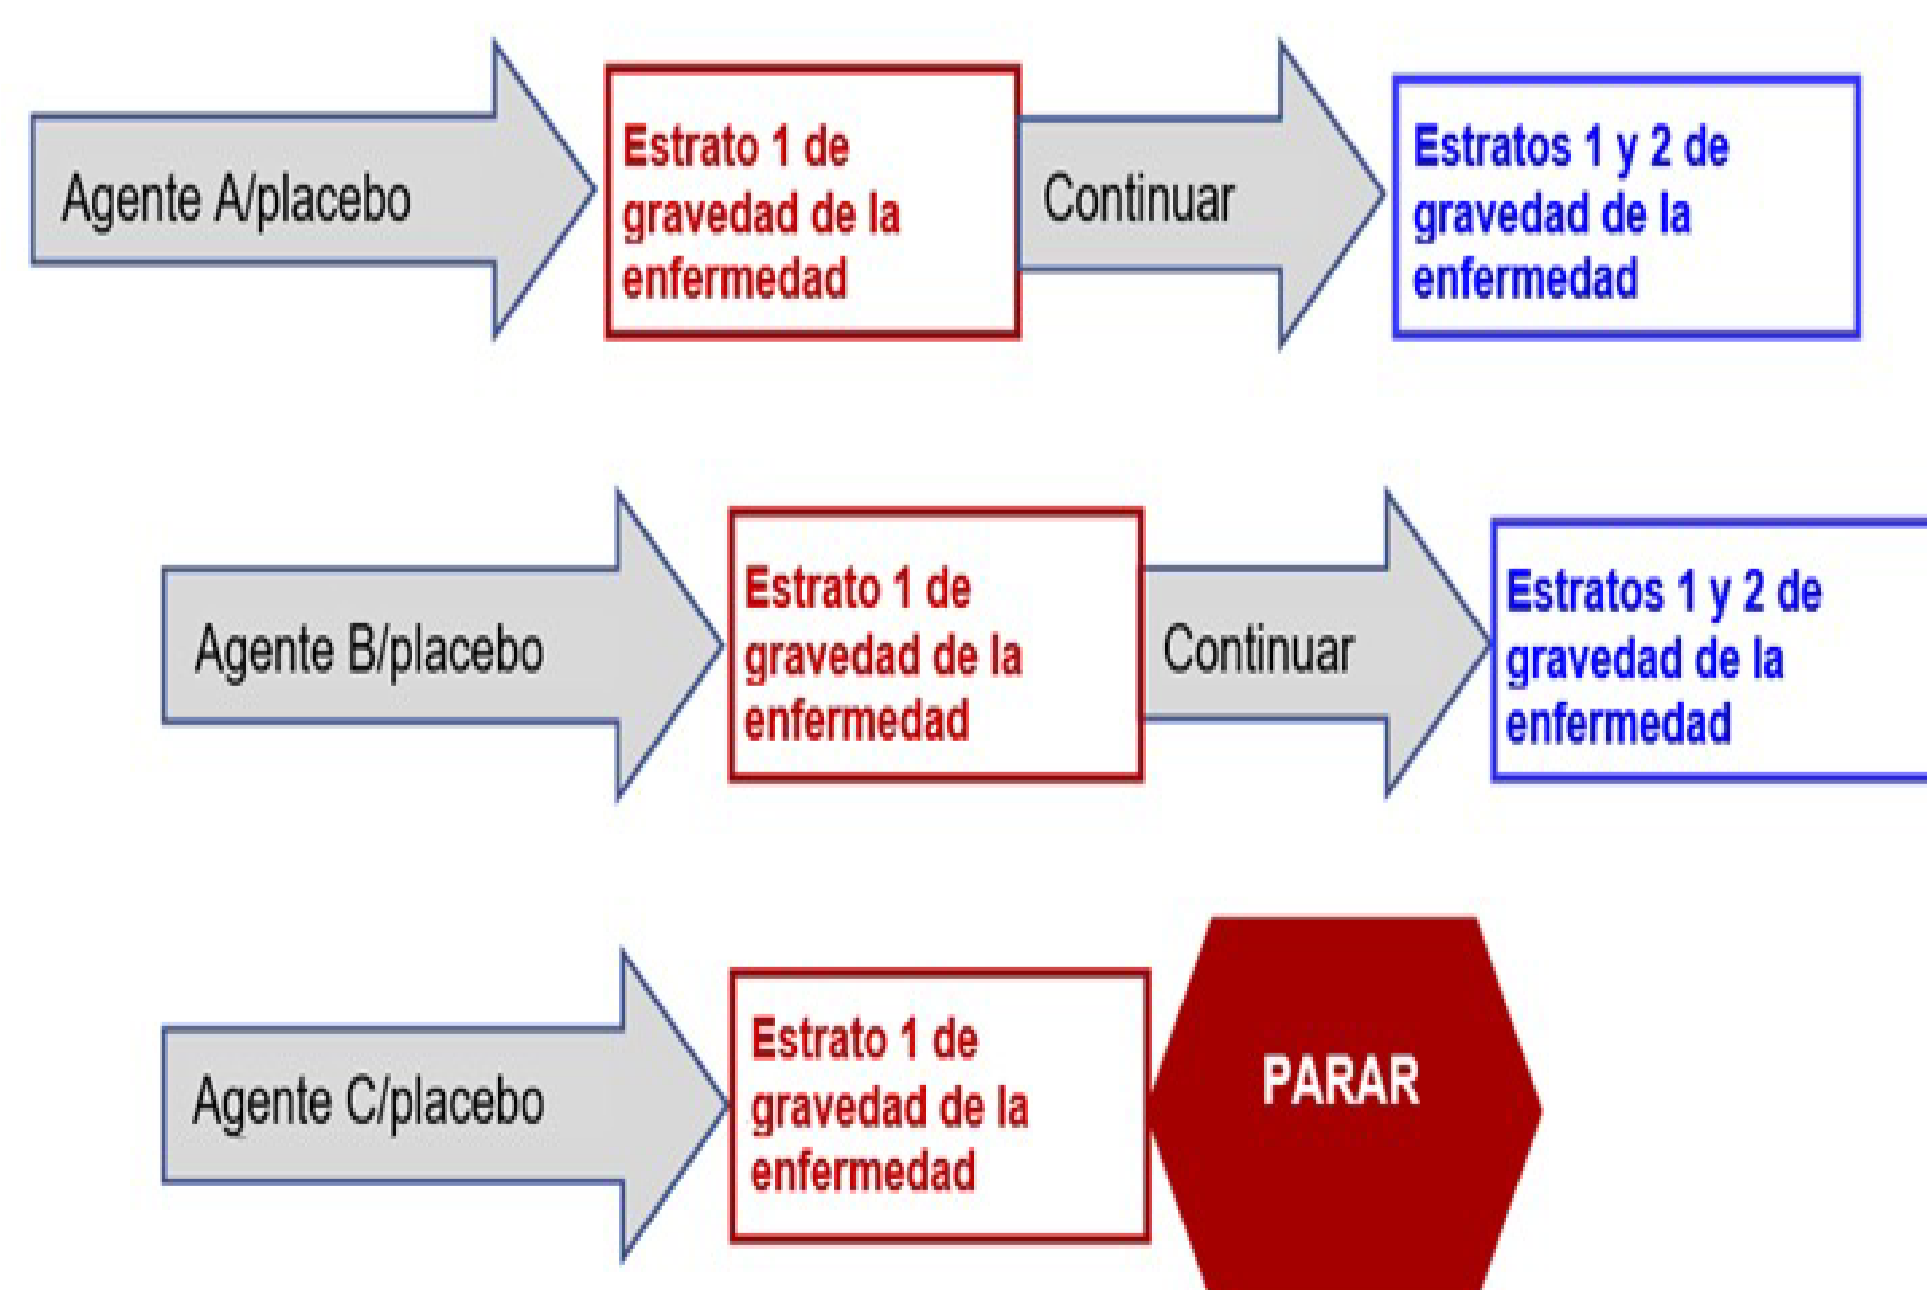 Agente A/placebo
Estrato 1 de
gravedad de la
enfermedad
Continuar
Estratos 1 y 2 de
gravedad de la
enfermedad
Agente B/placebo
Estrato 1 de
gravedad de la
enfermedad
Continuar
Estratos 1 y 2 de
gravedad de la
enfermedad
Agente C/placebo
Estrato 1 de
gravedad de la
enfermedad
PARAR